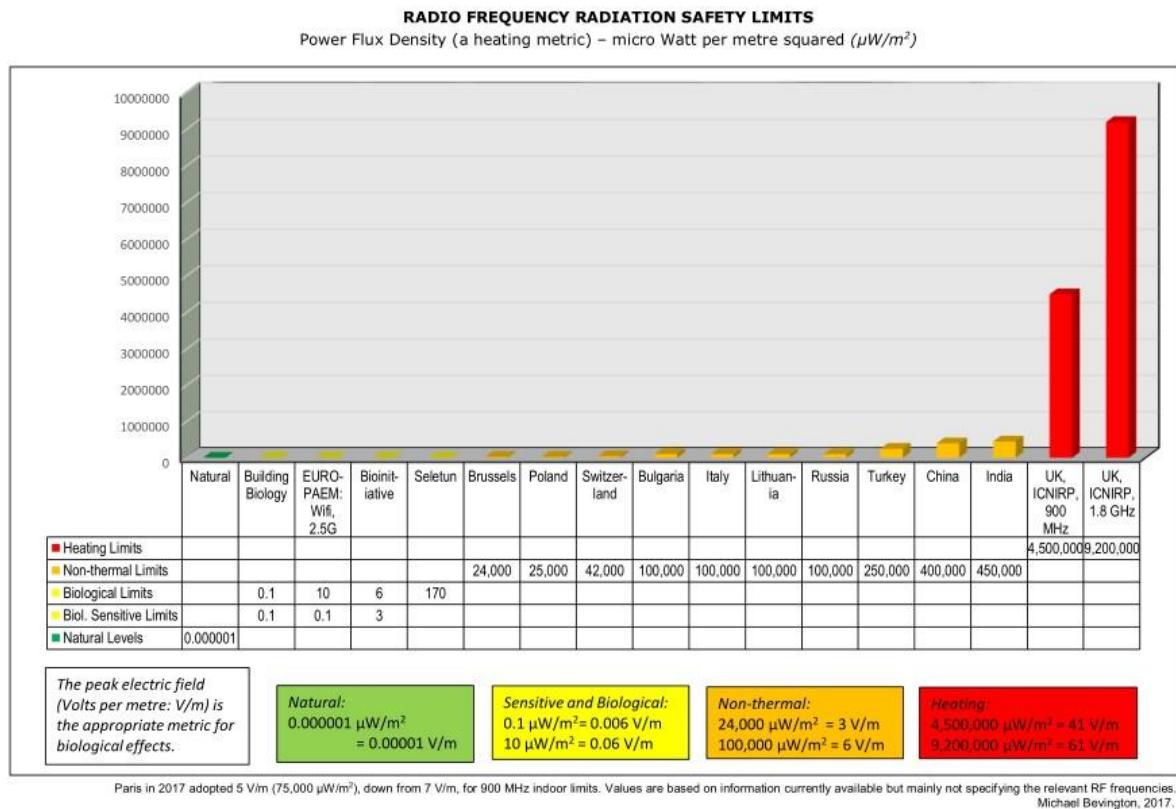 RADIO FREQUENCY RADIATION SAFETY LIMITS
Power Flux Density (a heating metric) – micro Watt per metre squared (µW/m²)
10000000
9000000
8000000
7000000
6000000
5000000
4000000
3000000
2000000
1000000
0
Natural
Building
Biology
EURO-
PAEM:
Wifi,
2.5G
Bioinit-
iative
Seletun
Brussels
Poland
Switzer-
land
Bulgaria
Italy
Lithuan-
ia
Russia
Turkey
China
India
UK,
ICNIRP,
900
MHz
UK,
ICNIRP,
1.8 GHz
Heating Limits 4,500,000 9,200,000
Non-thermal Limits 24,000 25,000 42,000 100,000 100,000 100,000 100,000 250,000 400,000 450,000
Biological Limits 0.1 10 6 170
Biol. Sensitive Limits 0.1 0.1 3
Natural Levels 0.000001
The peak electric field
(Volts per metre: V/m) is
the appropriate metric for
biological effects.
Natural:
0.000001 µW/m²
= 0.00001 V/m
Sensitive and Biological:
0.1 µW/m²= 0.006 V/m
10 µW/m² = 0.06 V/m
Non-thermal:
24,000 µW/m² = 3 V/m
100,000 µW/m² = 6 V/m
Heating:
4,500,000 µW/m² = 41 V/m
9,200,000 µW/m² = 61 V/m
Paris in 2017 adopted 5 V/m (75,000 µW/m²), down from 7 V/m, for 900 MHz indoor limits. Values are based on information currently available but mainly not specifying the relevant RF frequencies
Michael Bevington, 2017.